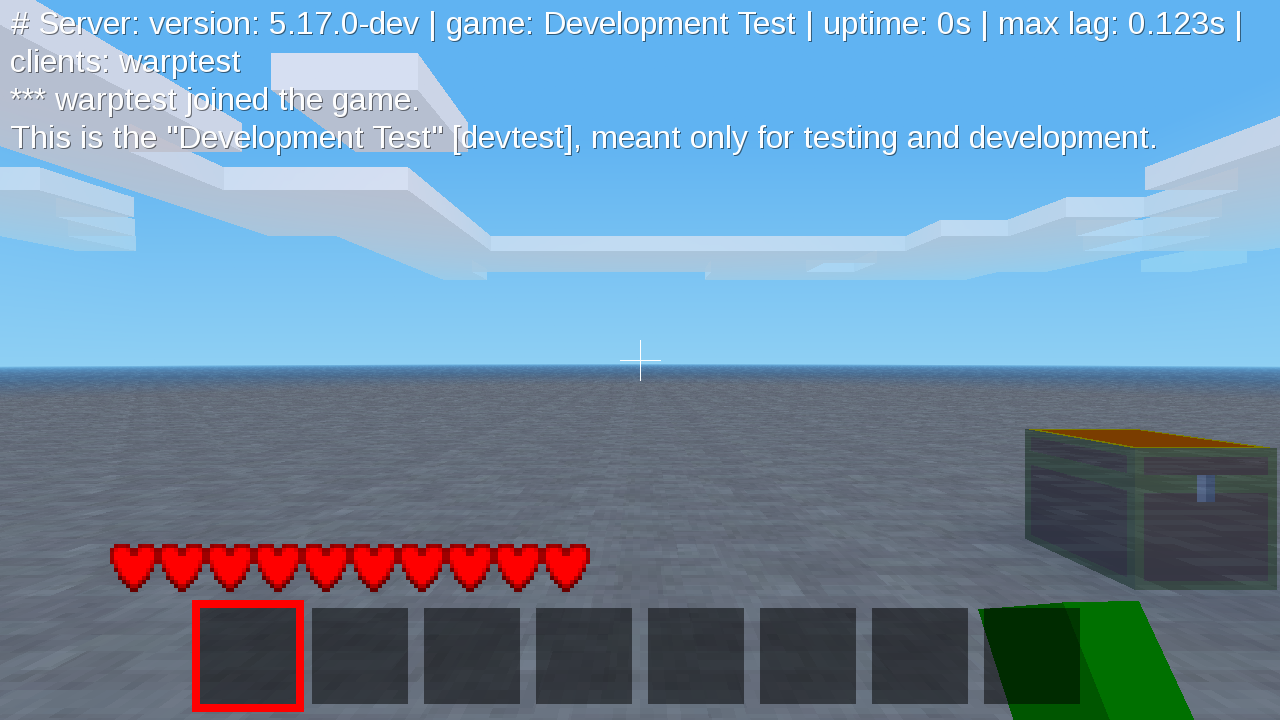 # Server: version: 5.17.0-dev | game: Development Test | uptime: 0s | max lag: 0.123s |
clients: warptest
*** warptest joined the game.
This is the "Development Test" [devtest], meant only for testing and development.